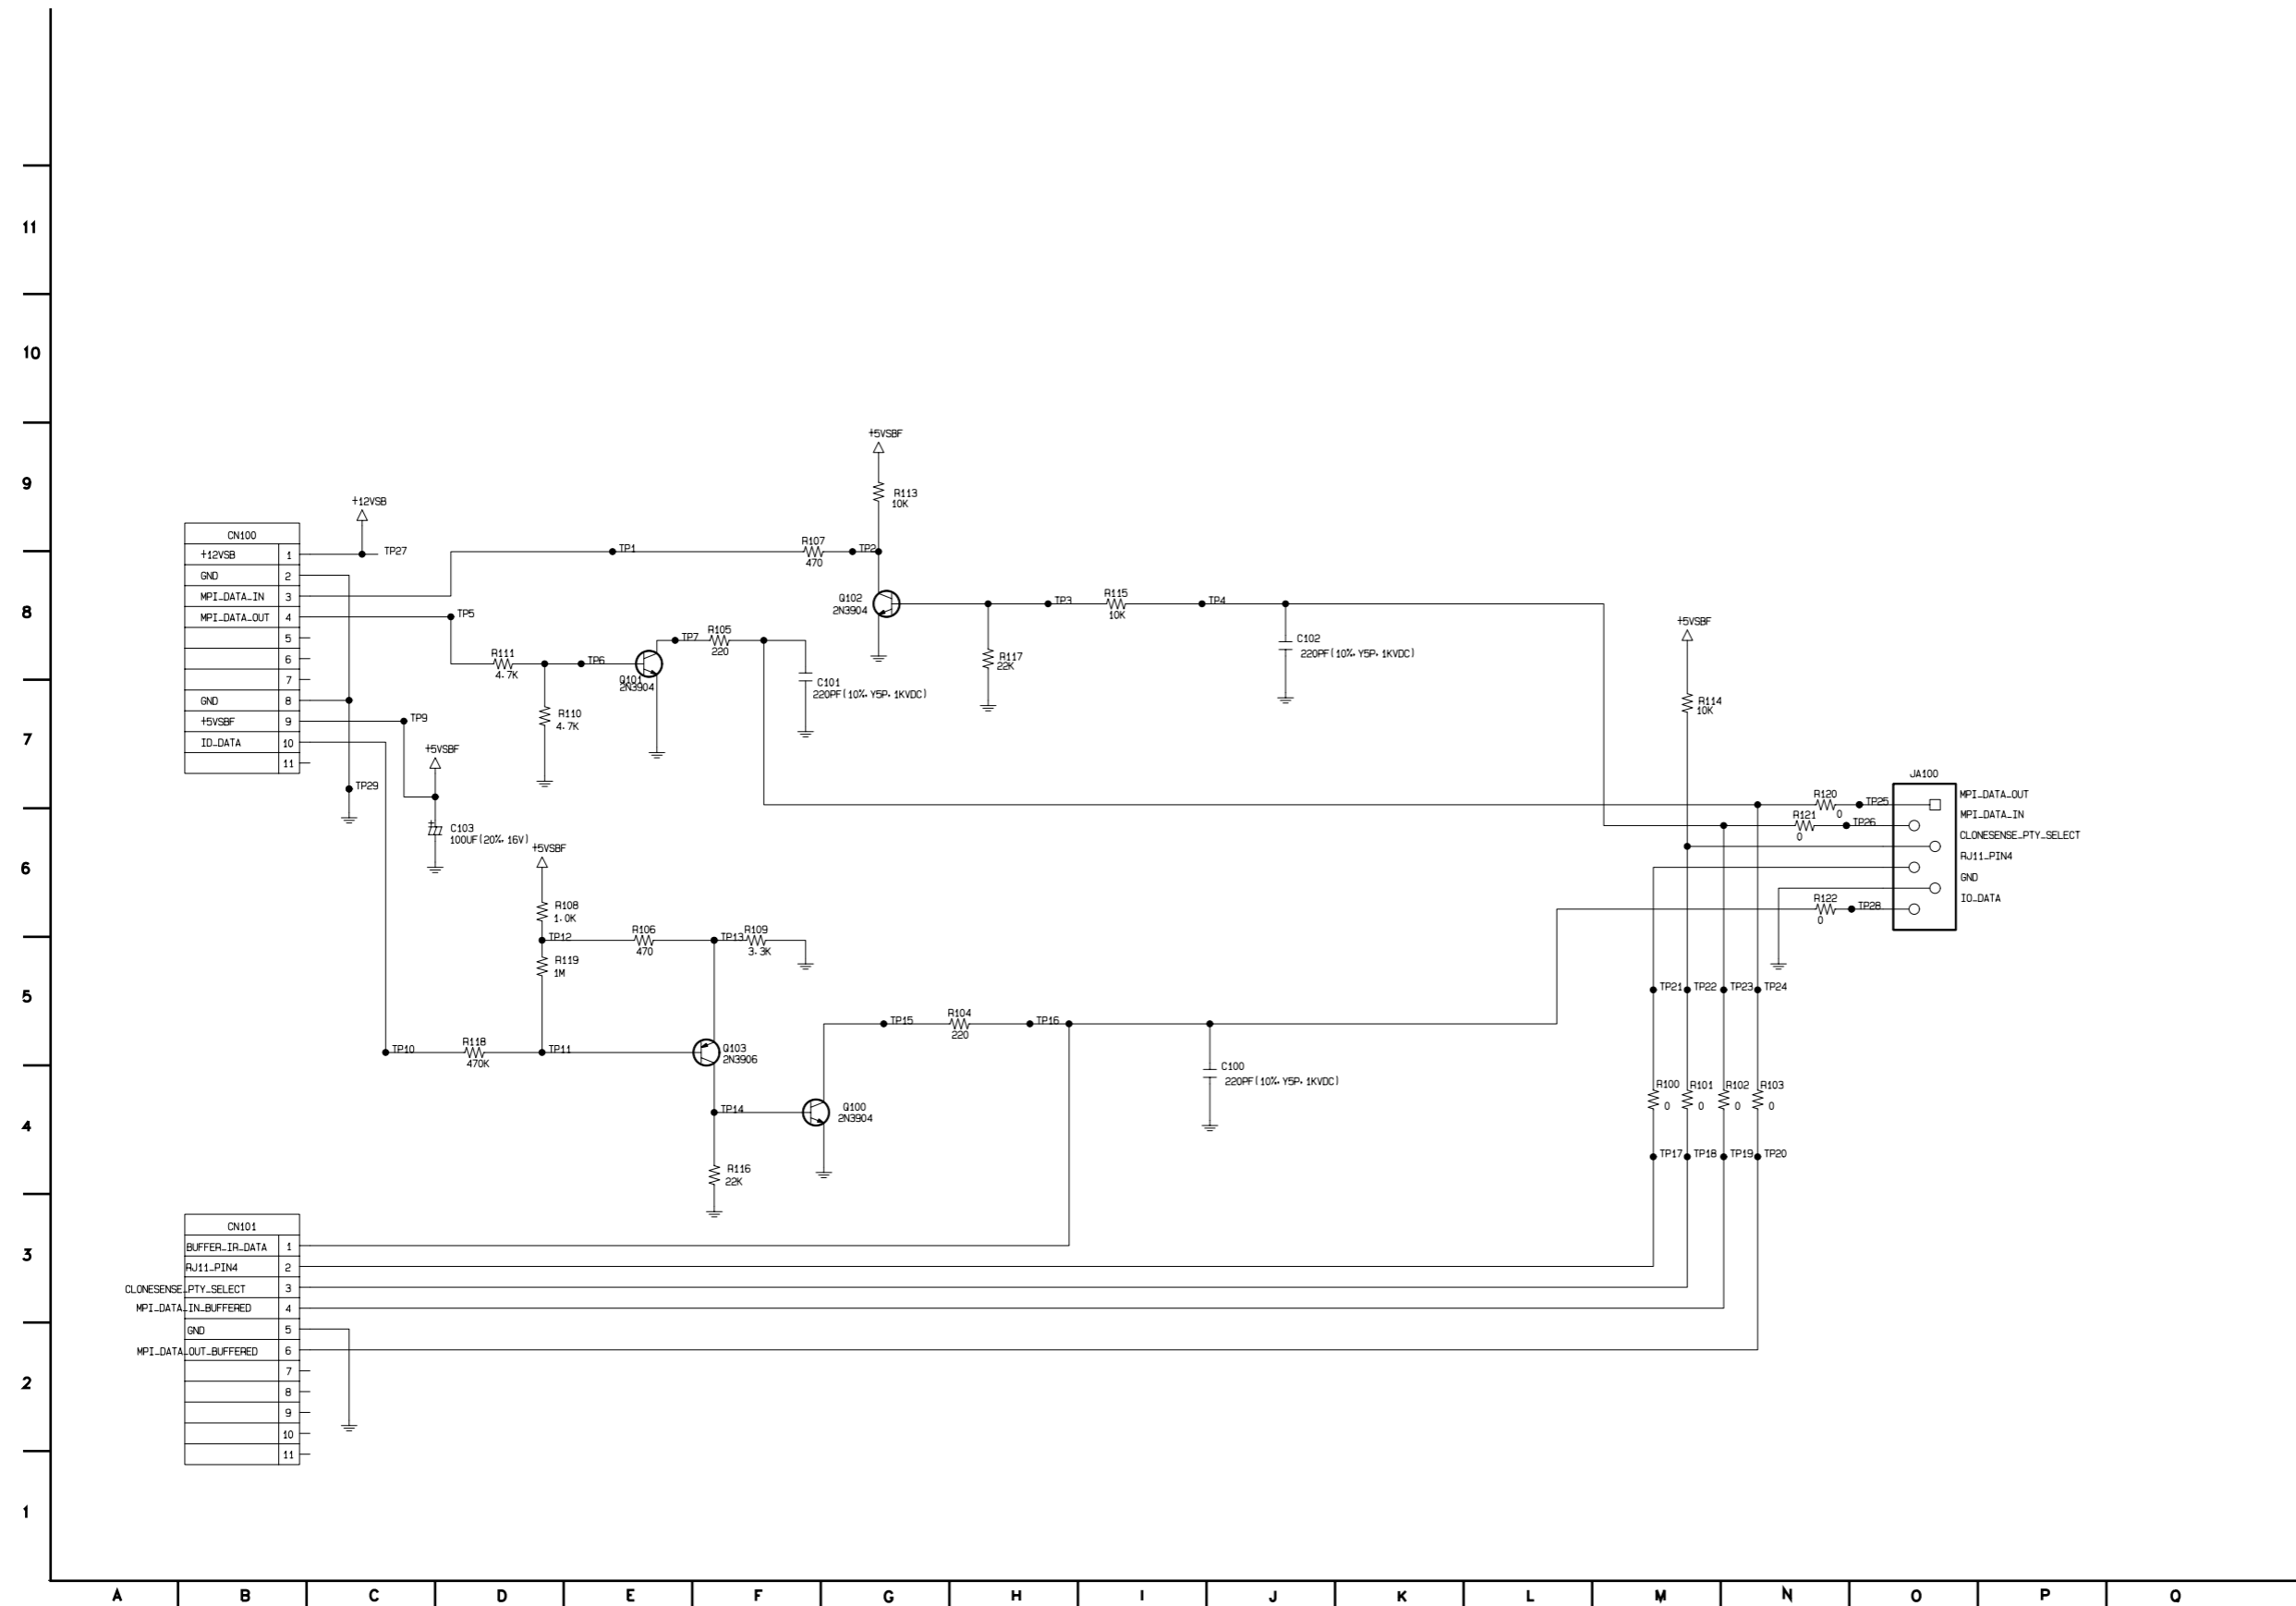 11
10
9
8
7
6
5
4
3
2
1
A B C D E F G H I J K L M N O P Q
+12VSB
TP27
CN100
+12VSB 1
GND 2
MPI_DATA_IN 3
MPI_DATA_OUT 4
5
6
7
GND 8
+5VSBF 9
IO_DATA 10
11
TP5
TP9
TP29
+5VSBF
C103
100UF(20%. 16V)
R111
4.7K
TP6
R110
4.7K
TP1
Q101
2N3904
TP7
R105
220
C101
220PF(10%. Y5P. 1KVDC)
R107
470
TP2
+5VSBF
R113
10K
Q102
2N3904
TP3
R115
10K
TP4
R117
22K
C102
220PF(10%. Y5P. 1KVDC)
+5VSBF
R114
10K
JA100
MPI_DATA_OUT
MPI_DATA_IN
CLONESENSE_PTY_SELECT
RJ11_PIN4
GND
IO_DATA
R120
0
TP25
R121
0
TP26
R122
0
TP28
+5VSBF
R108
1.0K
TP12
R119
1M
R106
470
TP13
R109
3.3K
TP10
R118
470K
TP11
Q103
2N3906
TP14
R116
22K
Q100
2N3904
TP15
R104
220
TP16
C100
220PF(10%. Y5P. 1KVDC)
TP21 TP22 TP23 TP24
R100 R101 R102 R103
0 0 0 0
TP17 TP18 TP19 TP20
CN101
BUFFER_IR_DATA 1
RJ11_PIN4 2
CLONESENSE_PTY_SELECT 3
MPI_DATA_IN_BUFFERED 4
GND 5
MPI_DATA_OUT_BUFFERED 6
7
8
9
10
11